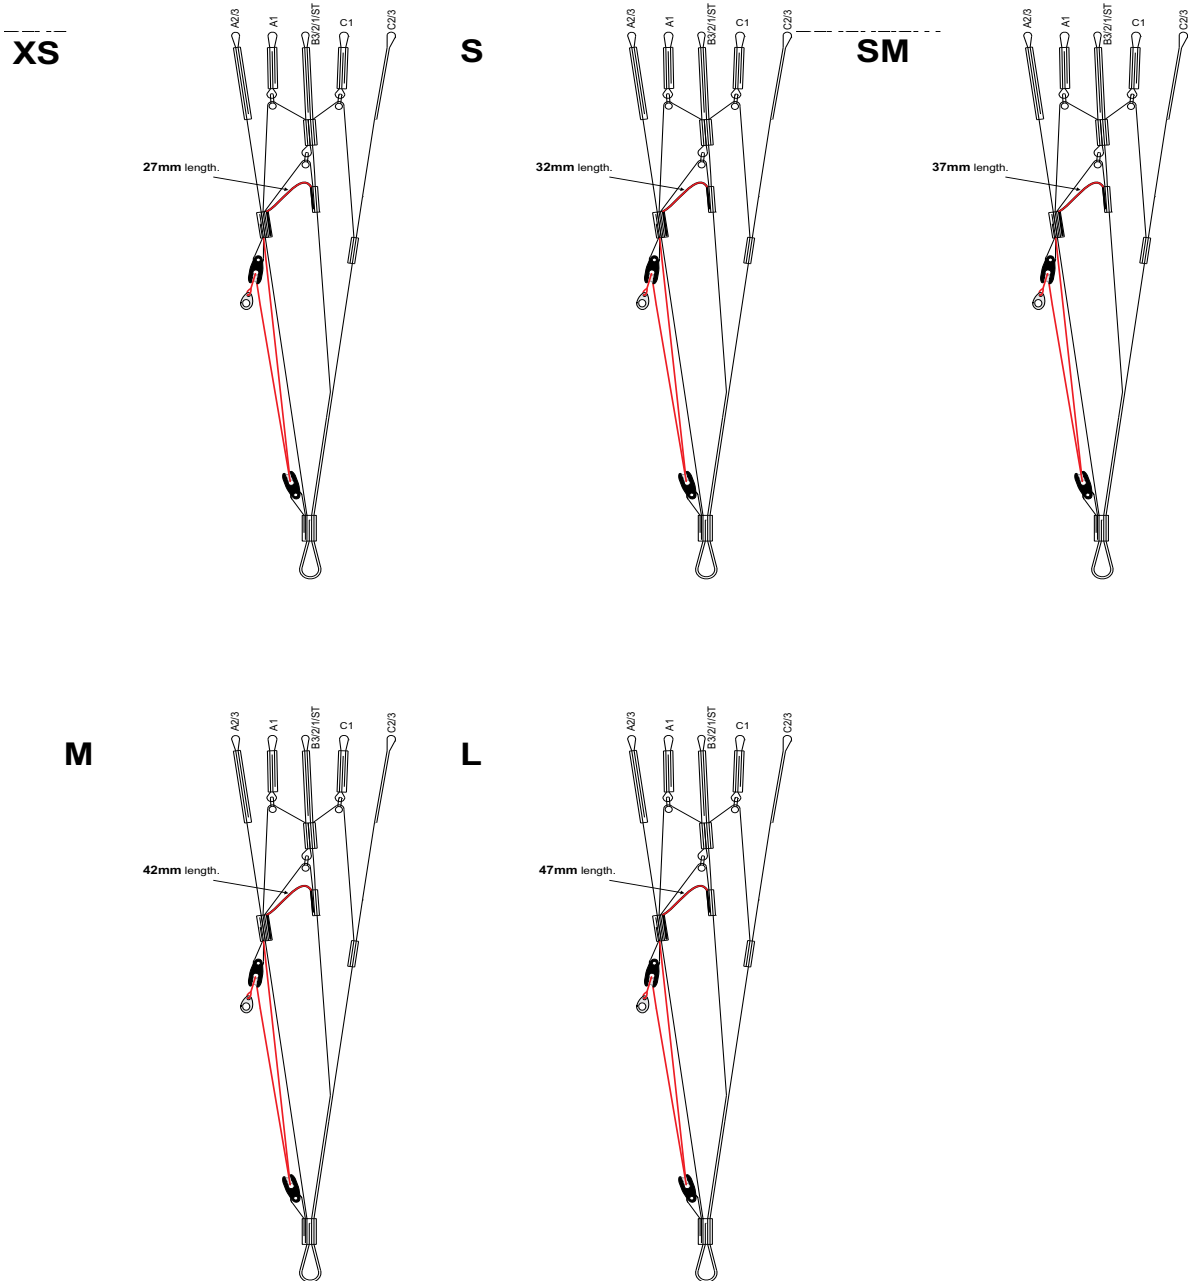 A2/3 A1 B3/2/1/ST C1 C2/3
XS
27mm length.
A2/3 A1 B3/2/1/ST C1 C2/3
S
32mm length.
A2/3 A1 B3/2/1/ST C1 C2/3
SM
37mm length.
A2/3 A1 B3/2/1/ST C1 C2/3
M
42mm length.
A2/3 A1 B3/2/1/ST C1 C2/3
L
47mm length.